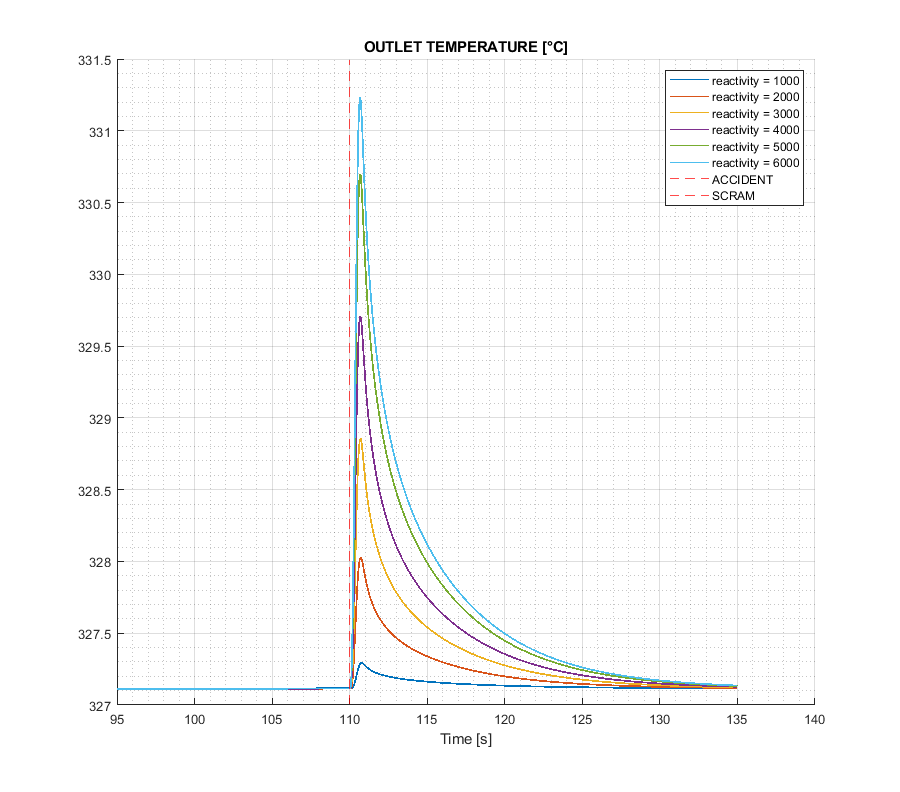 OUTLET TEMPERATURE [°C]
331.5
331
330.5
330
329.5
329
328.5
328
327.5
327
reactivity = 1000
reactivity = 2000
reactivity = 3000
reactivity = 4000
reactivity = 5000
reactivity = 6000
ACCIDENT
SCRAM
95 100 105 110 115 120 125 130 135 140
Time [s]